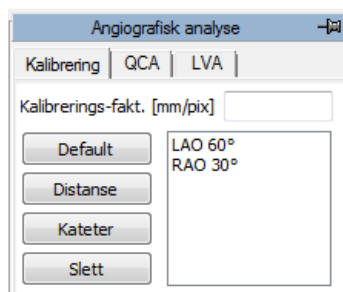 Angiografisk analyse
Kalibrering QCA LVA
Kalibrerings-fakt. [mm/pix]
Default
Distanse
Kateter
Slett
LAO 60°
RAO 30°